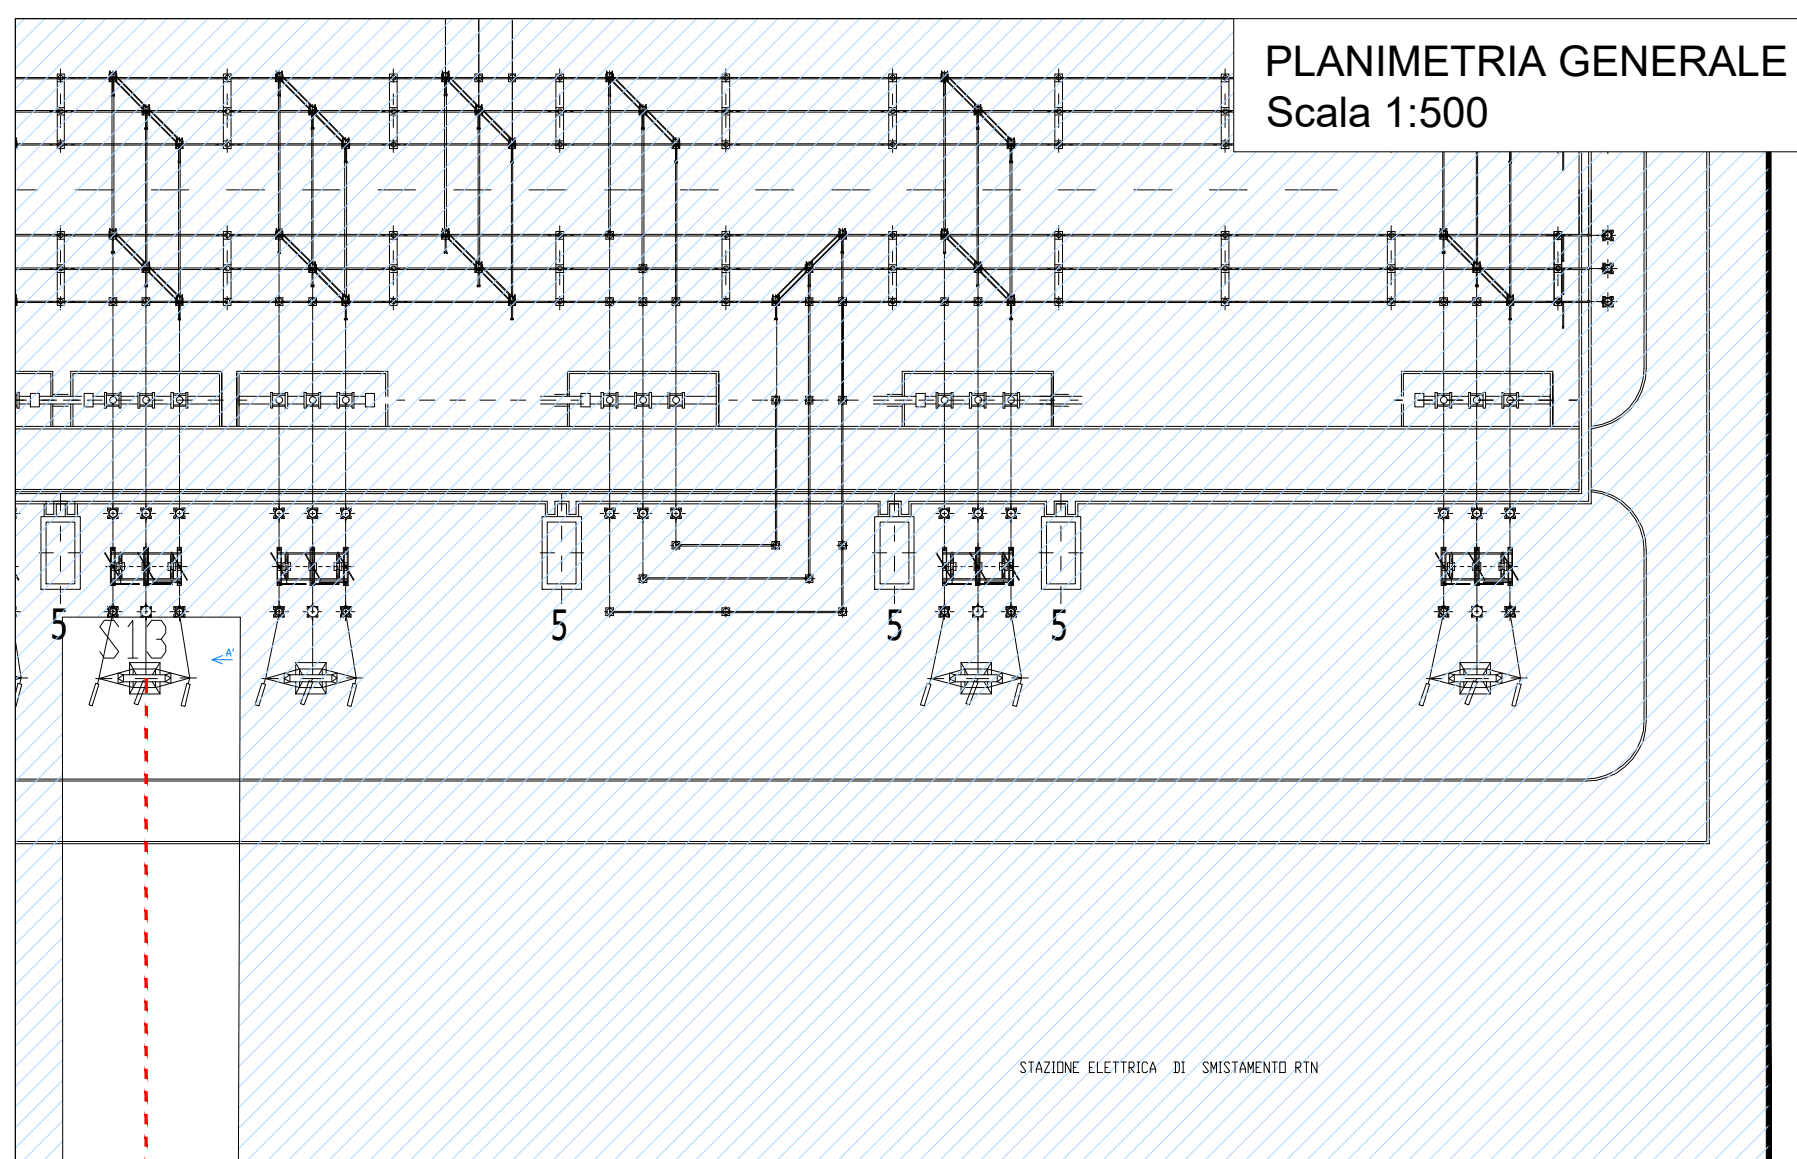 PLANIMETRIA GENERALE
Scala 1:500
5
5
5
5
S13
A'
STAZIONE ELETTRICA DI SMISTAMENTO RTN